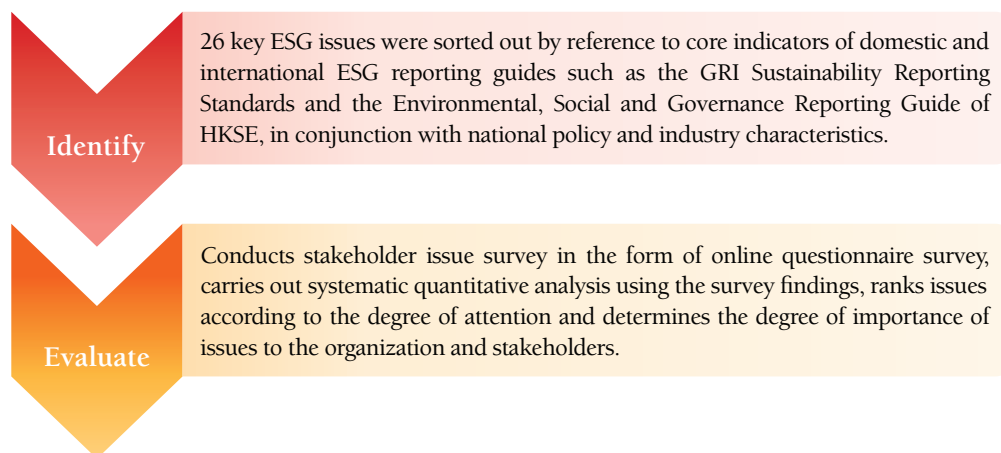 26 key ESG issues were sorted out by reference to core indicators of domestic and
international ESG reporting guides such as the GRI Sustainability Reporting
Standards and the Environmental, Social and Governance Reporting Guide of
HKSE, in conjunction with national policy and industry characteristics.
Identify
Conducts stakeholder issue survey in the form of online questionnaire survey,
carries out systematic quantitative analysis using the survey findings, ranks issues
according to the degree of attention and determines the degree of importance of
issues to the organization and stakeholders.
Evaluate